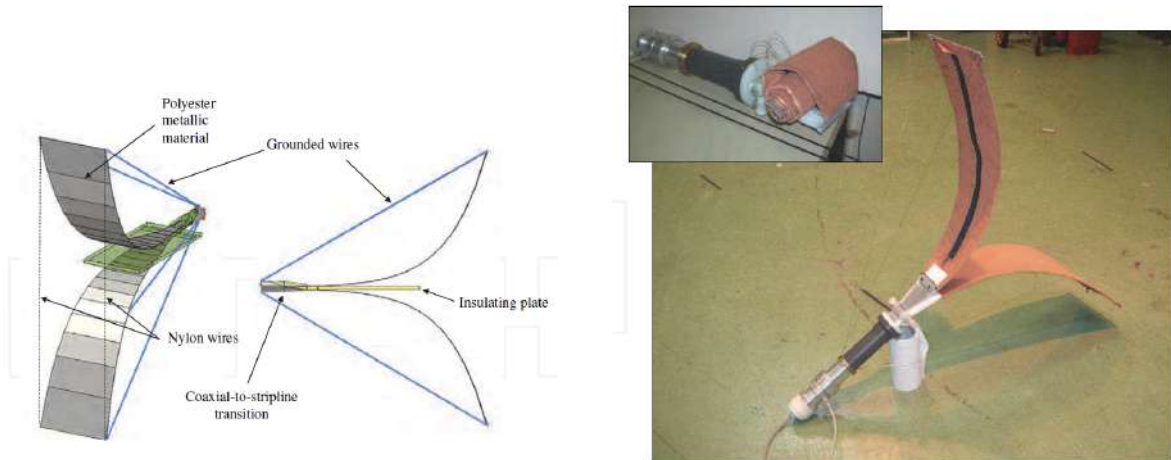 Polyester
metallic
material
Grounded wires
Insulating plate
Nylon wires
Coaxial-to-stripline
transition